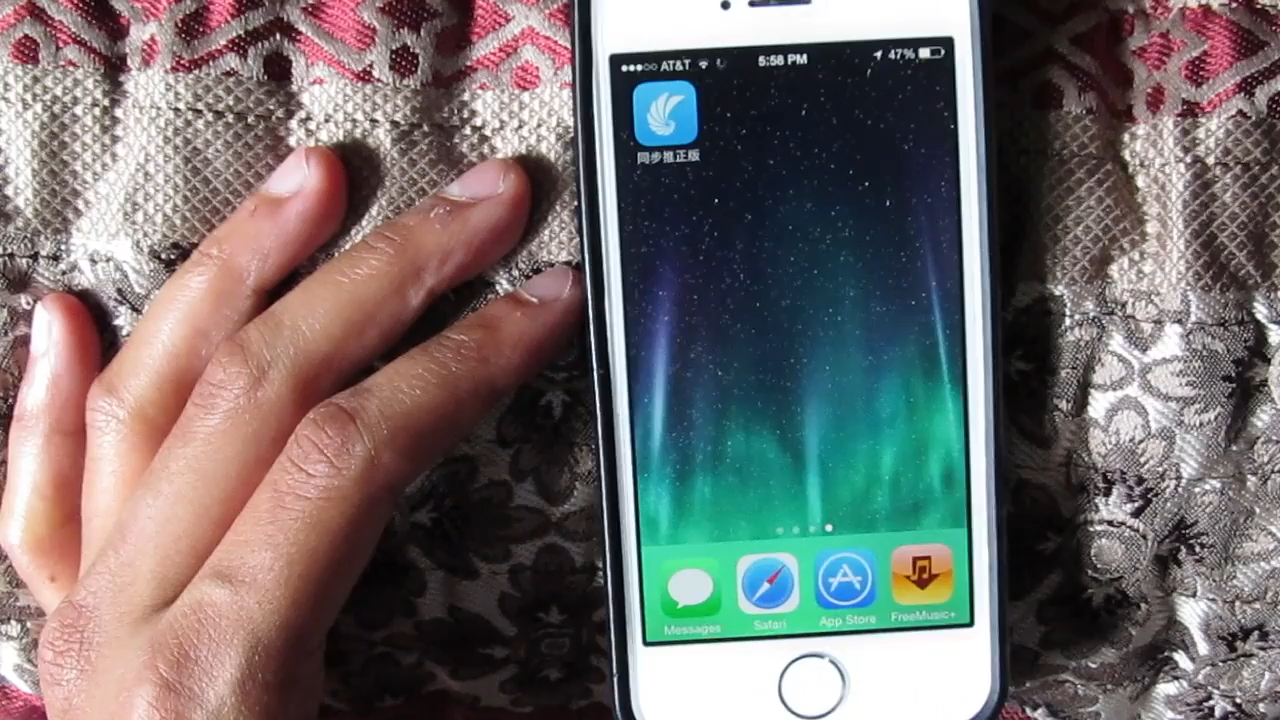 AT&T 5:58 PM 47%
同步推正版
Messages Safari App Store FreeMusic+